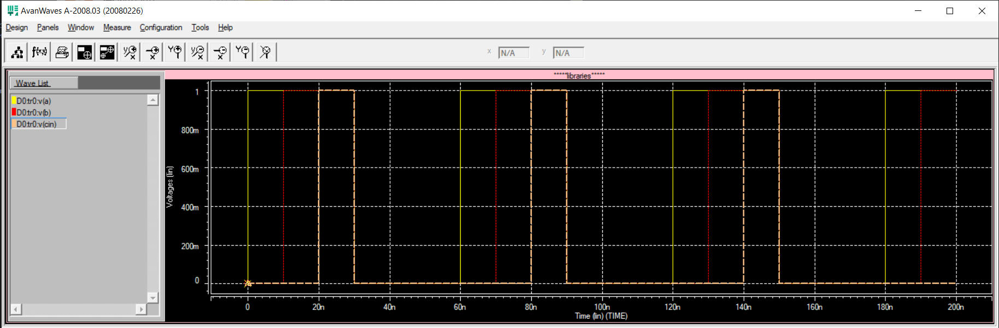 AvanWaves A-2008.03 (20080226)
Design Panels Window Measure Configuration Tools Help
f(x,y) x N/A y N/A
*****libraries*****
Wave List
D0:tr0:v(a)
D0:tr0:v(b)
D0:tr0:v(cin)
Voltages (lin)
1
800m
600m
400m
200m
0
0 20n 40n 60n 80n 100n 120n 140n 160n 180n 200n
Time (lin) (TIME)